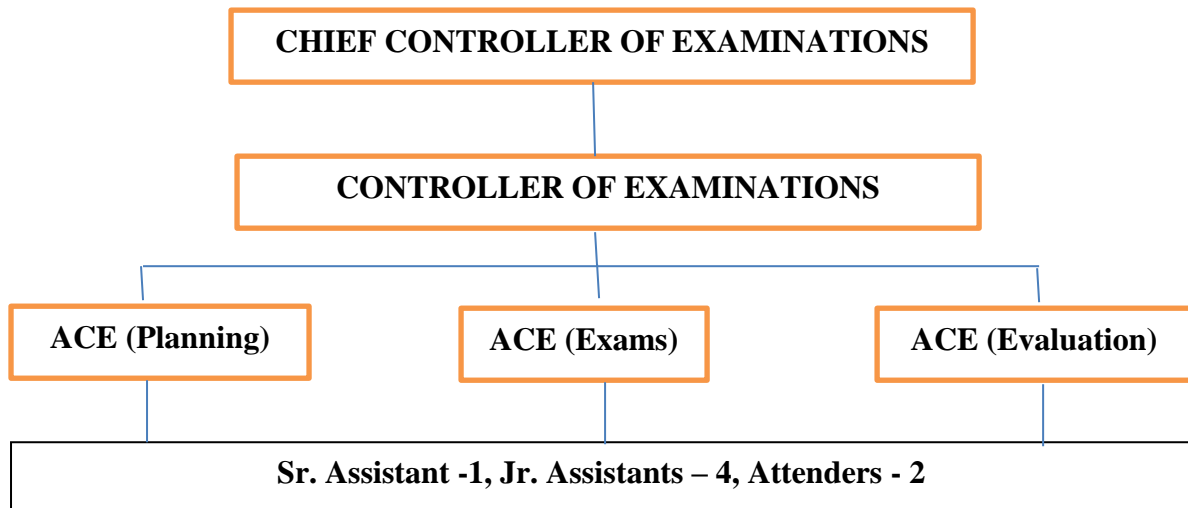 CHIEF CONTROLLER OF EXAMINATIONS
CONTROLLER OF EXAMINATIONS
ACE (Planning)
ACE (Exams)
ACE (Evaluation)
Sr. Assistant -1, Jr. Assistants – 4, Attenders - 2